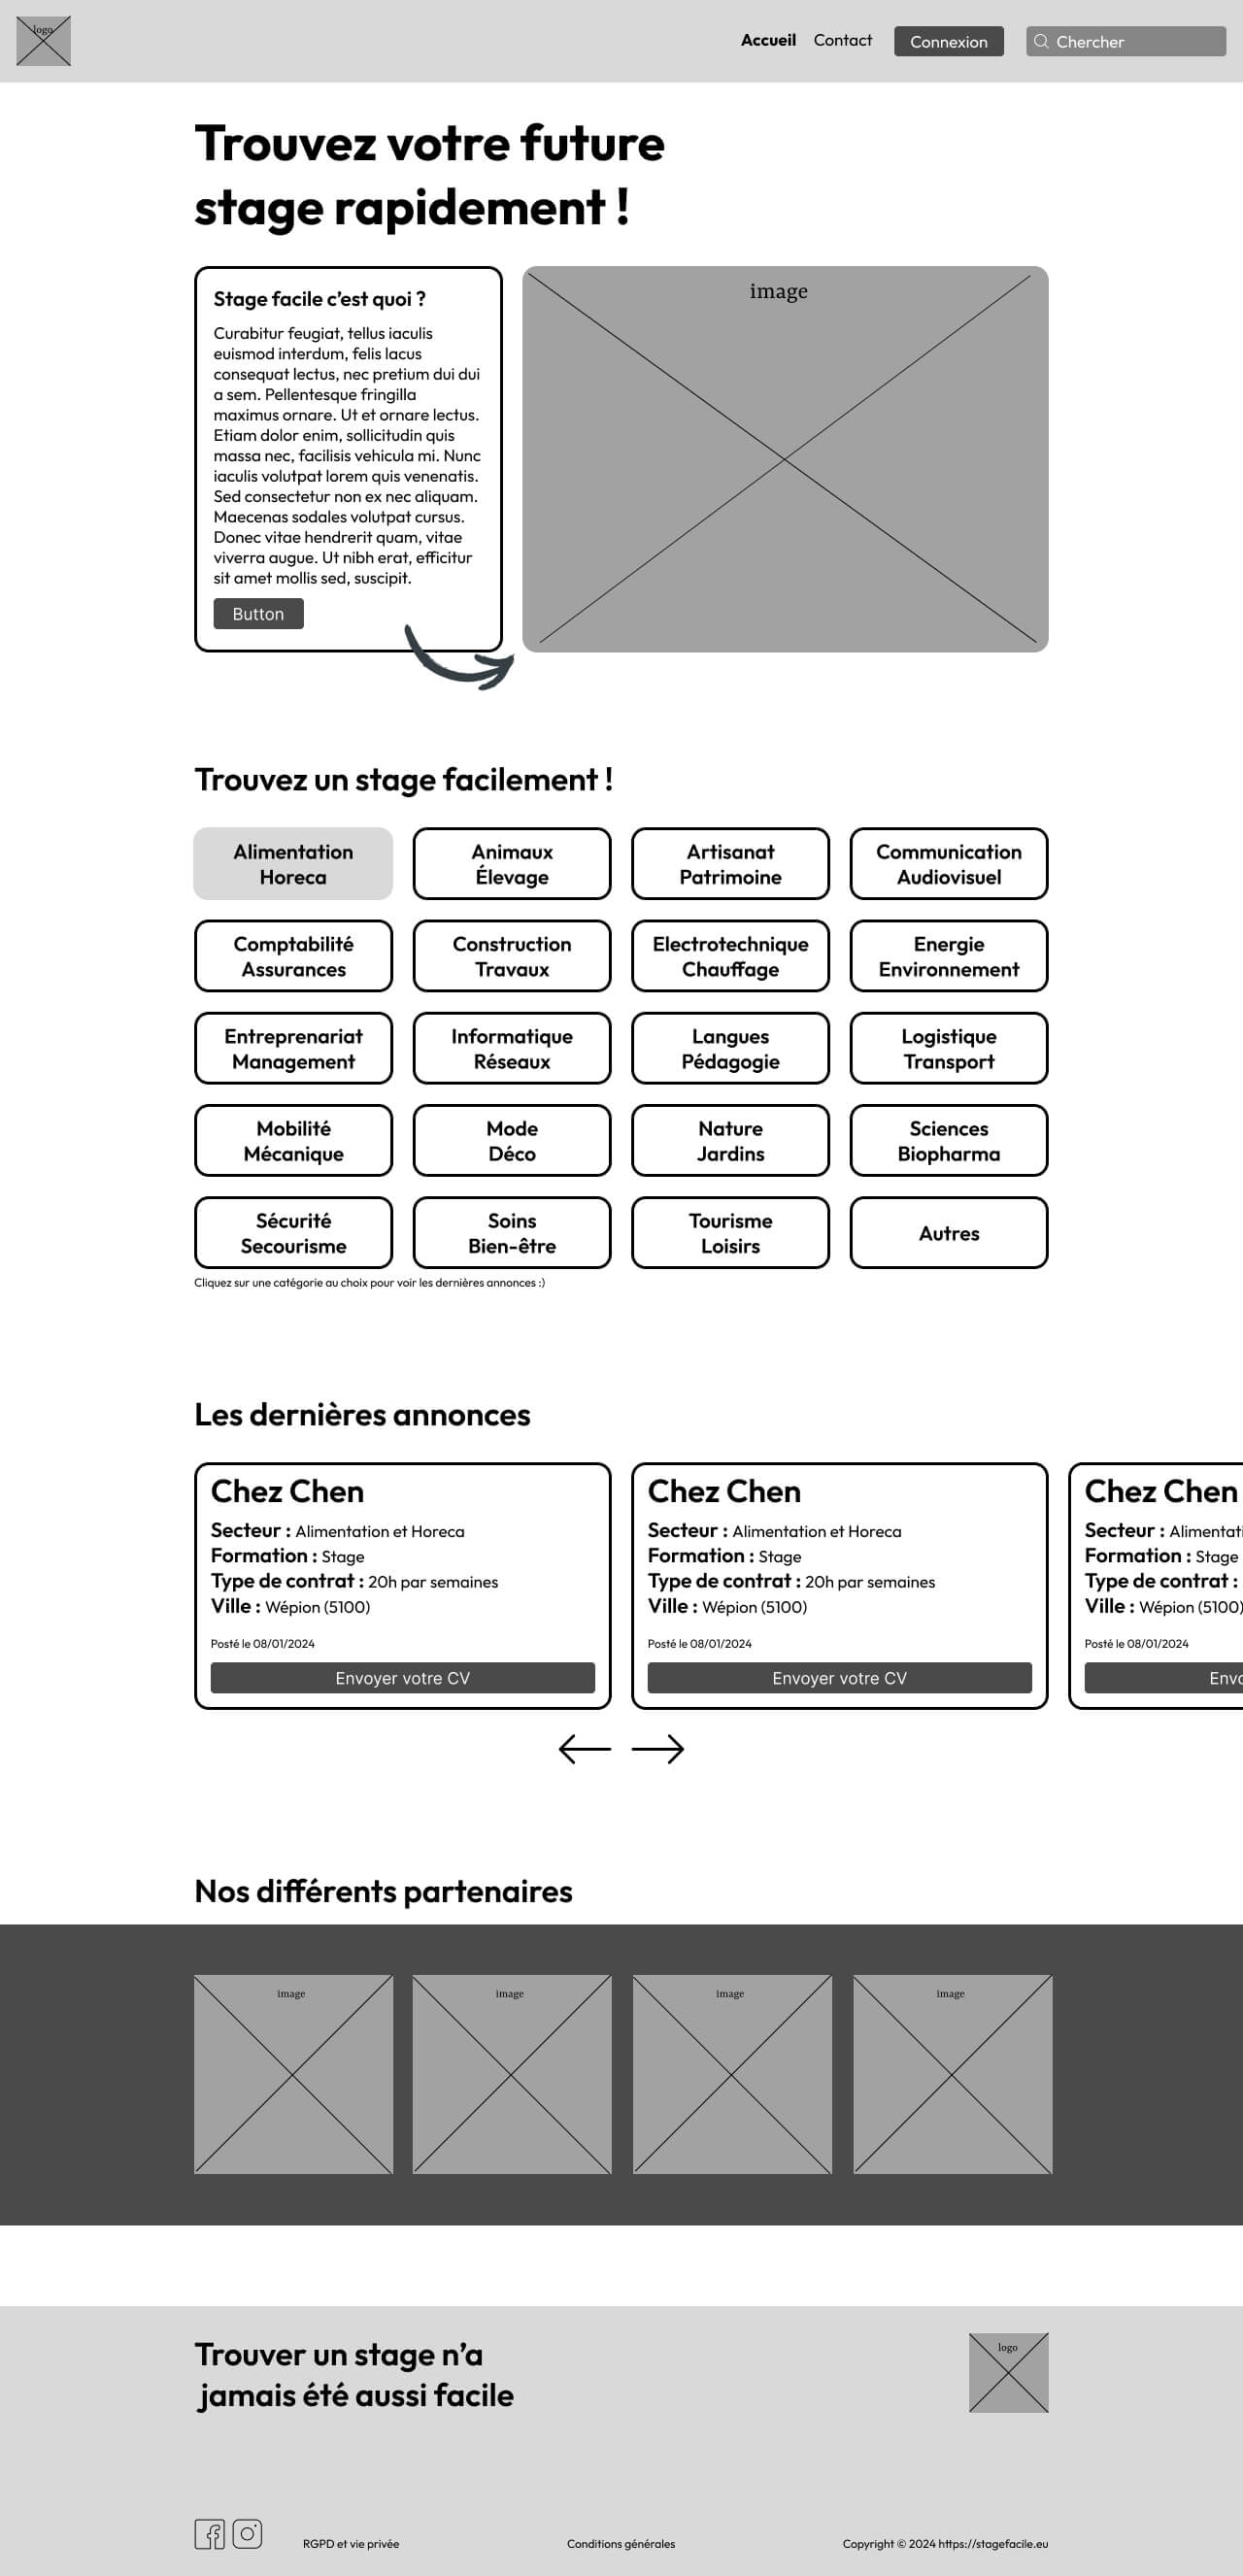 logo
Accueil Contact Connexion Chercher
Trouvez votre future
stage rapidement !
Stage facile c’est quoi ?
Curabitur feugiat, tellus iaculis
euismod interdum, felis lacus
consequat lectus, nec pretium dui dui
a sem. Pellentesque fringilla
maximus ornare. Ut et ornare lectus.
Etiam dolor enim, sollicitudin quis
massa nec, facilisis vehicula mi. Nunc
iaculis volutpat lorem quis venenatis.
Sed consectetur non ex nec aliquam.
Maecenas sodales volutpat cursus.
Donec vitae hendrerit quam, vitae
viverra augue. Ut nibh erat, efficitur
sit amet mollis sed, suscipit.
Button
image
Trouvez un stage facilement !
Alimentation
Horeca
Animaux
Élevage
Artisanat
Patrimoine
Communication
Audiovisuel
Comptabilité
Assurances
Construction
Travaux
Electrotechnique
Chauffage
Energie
Environnement
Entreprenariat
Management
Informatique
Réseaux
Langues
Pédagogie
Logistique
Transport
Mobilité
Mécanique
Mode
Déco
Nature
Jardins
Sciences
Biopharma
Sécurité
Secourisme
Soins
Bien-être
Tourisme
Loisirs
Autres
Cliquez sur une catégorie au choix pour voir les dernières annonces :)
Les dernières annonces
Chez Chen
Secteur : Alimentation et Horeca
Formation : Stage
Type de contrat : 20h par semaines
Ville : Wépion (5100)
Posté le 08/01/2024
Envoyer votre CV
Chez Chen
Secteur : Alimentation et Horeca
Formation : Stage
Type de contrat : 20h par semaines
Ville : Wépion (5100)
Posté le 08/01/2024
Envoyer votre CV
Chez Chen
Secteur : Alimentati
Formation : Stage
Type de contrat :
Ville : Wépion (5100)
Posté le 08/01/2024
Envo
Nos différents partenaires
image
image
image
image
Trouver un stage n’a
jamais été aussi facile
logo
RGPD et vie privée
Conditions générales
Copyright © 2024 https://stagefacile.eu